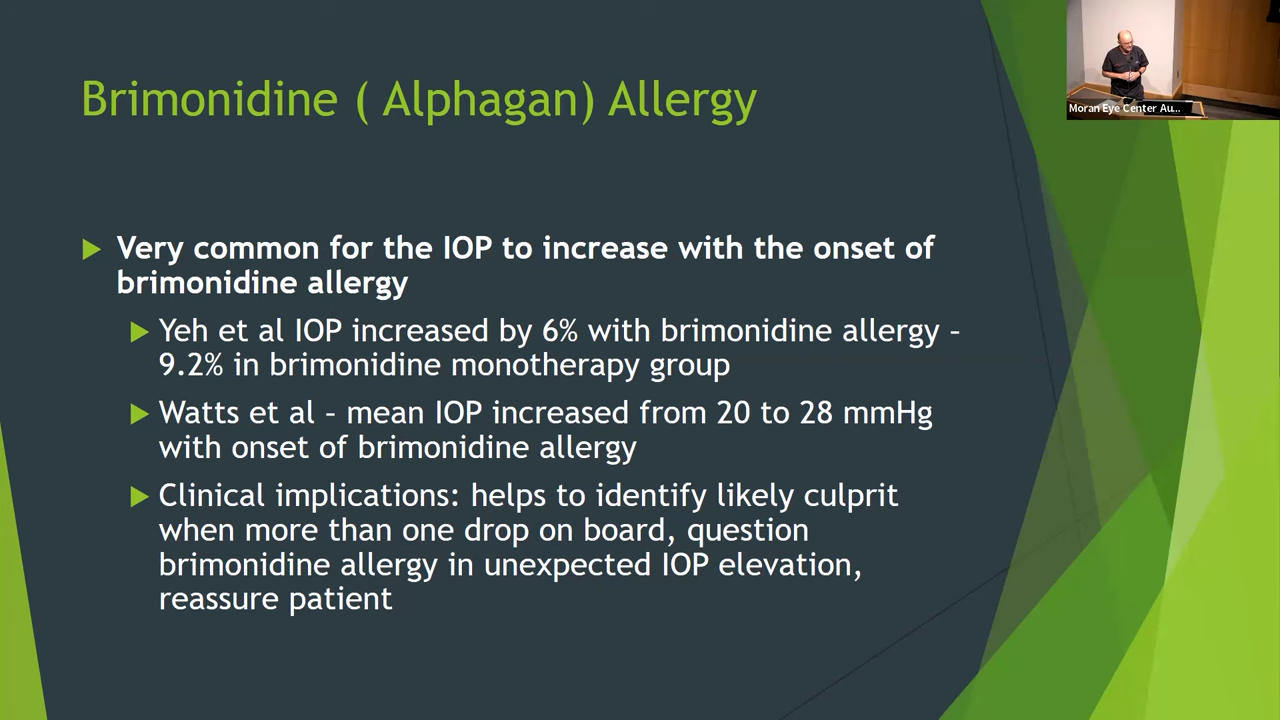 Brimonidine ( Alphagan) Allergy
Moran Eye Center Au...
Very common for the IOP to increase with the onset of
brimonidine allergy
Yeh et al IOP increased by 6% with brimonidine allergy –
9.2% in brimonidine monotherapy group
Watts et al – mean IOP increased from 20 to 28 mmHg
with onset of brimonidine allergy
Clinical implications: helps to identify likely culprit
when more than one drop on board, question
brimonidine allergy in unexpected IOP elevation,
reassure patient